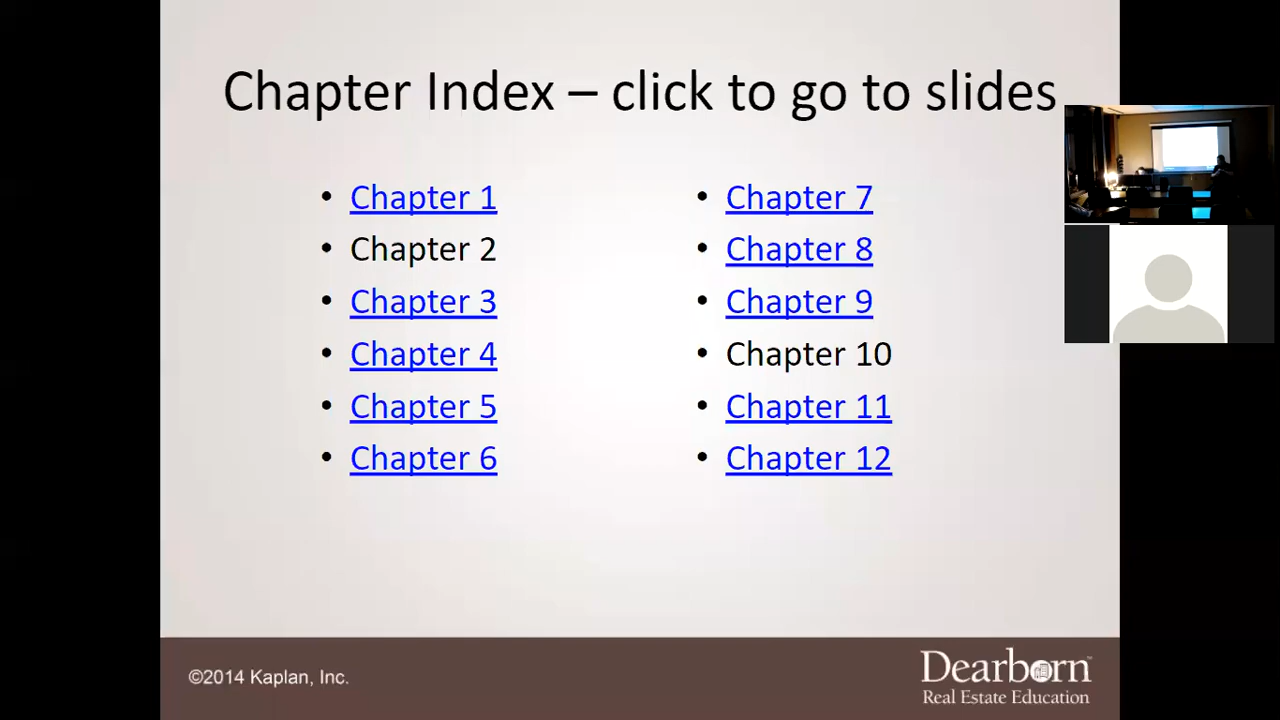 Chapter Index – click to go to slides
• Chapter 1
• Chapter 2
• Chapter 3
• Chapter 4
• Chapter 5
• Chapter 6
• Chapter 7
• Chapter 8
• Chapter 9
• Chapter 10
• Chapter 11
• Chapter 12
©2014 Kaplan, Inc.
Dearborn™
Real Estate Education